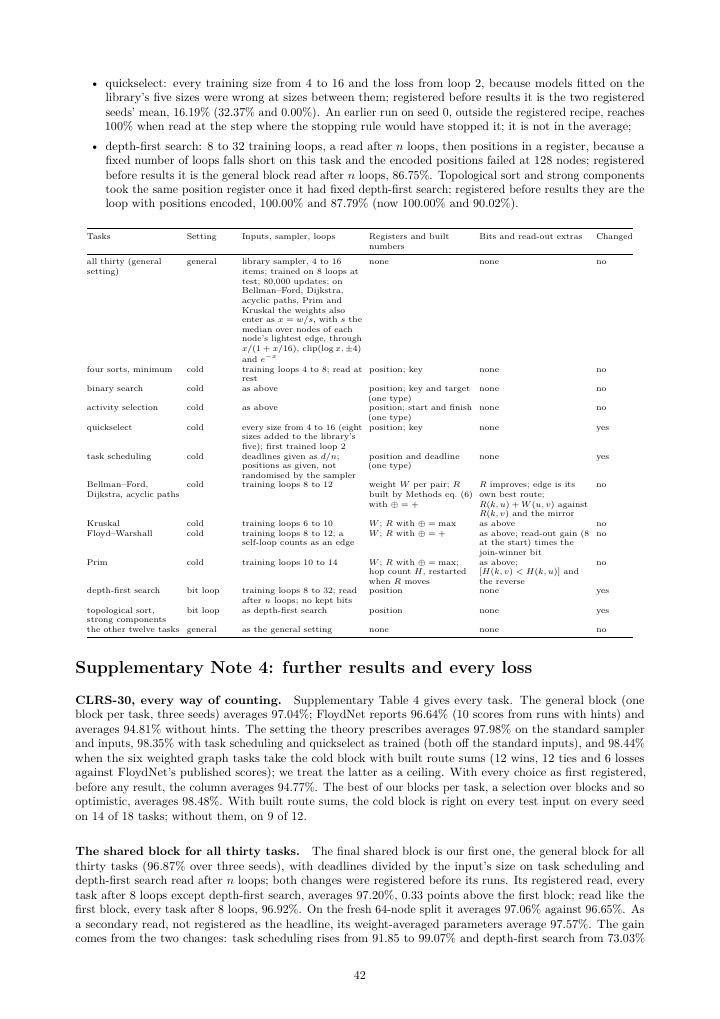 • quickselect: every training size from 4 to 16 and the loss from loop 2, because models fitted on the
library's five sizes were wrong at sizes between them; registered before results it is the two registered
seeds' mean, 16.19% (32.37% and 0.00%). An earlier run on seed 0, outside the registered recipe, reaches
100% when read at the step where the stopping rule would have stopped it; it is not in the average;
• depth-first search: 8 to 32 training loops, a read after n loops, then positions in a register, because a
fixed number of loops falls short on this task and the encoded positions failed at 128 nodes; registered
before results it is the general block read after n loops, 86.75%. Topological sort and strong components
took the same position register once it had fixed depth-first search; registered before results they are the
loop with positions encoded, 100.00% and 87.79% (now 100.00% and 90.02%).
Tasks Setting Inputs, sampler, loops Registers and built Bits and read-out extras Changed
numbers
all thirty (general general library sampler, 4 to 16 none none no
setting) items; trained on 8 loops at
test; 80,000 updates; on
Bellman–Ford, Dijkstra,
acyclic paths, Prim and
Kruskal the weights also
enter as x = w/s, with s the
median over nodes of each
node's lightest edge, through
x/(1 + x/16), clip(log x, ±4)
and e^{−x}
four sorts, minimum cold training loops 4 to 8; read at position; key none no
rest
binary search cold as above position; key and target none no
(one type)
activity selection cold as above position; start and finish none no
(one type)
quickselect cold every size from 4 to 16 (eight position; key none yes
sizes added to the library's
five); first trained loop 2
task scheduling cold deadlines given as d/n; position and deadline none yes
positions as given, not (one type)
randomised by the sampler
Bellman–Ford, cold training loops 8 to 12 weight W per pair; R R improves; edge is its no
Dijkstra, acyclic paths built by Methods eq. (6) own best route;
with ⊕ = + R(k, u) + W(u, v) against
R(k, v) and the mirror
Kruskal cold training loops 6 to 10 W; R with ⊕ = max as above no
Floyd–Warshall cold training loops 8 to 12; a W; R with ⊕ = + as above; read-out gain (8 no
self-loop counts as an edge at the start) times the
join-winner bit
Prim cold training loops 10 to 14 W; R with ⊕ = max; as above; no
hop count H, restarted [H(k, v) < H(k, u)] and
when R moves the reverse
depth-first search bit loop training loops 8 to 32; read position none yes
after n loops; no kept bits
topological sort, bit loop as depth-first search position none yes
strong components
the other twelve tasks general as the general setting none none no
Supplementary Note 4: further results and every loss
CLRS-30, every way of counting. Supplementary Table 4 gives every task. The general block (one
block per task, three seeds) averages 97.04%; FloydNet reports 96.64% (10 scores from runs with hints) and
averages 94.81% without hints. The setting the theory prescribes averages 97.98% on the standard sampler
and inputs, 98.35% with task scheduling and quickselect as trained (both off the standard inputs), and 98.44%
when the six weighted graph tasks take the cold block with built route sums (12 wins, 12 ties and 6 losses
against FloydNet's published scores); we treat the latter as a ceiling. With every choice as first registered,
before any result, the column averages 94.77%. The best of our blocks per task, a selection over blocks and so
optimistic, averages 98.48%. With built route sums, the cold block is right on every test input on every seed
on 14 of 18 tasks; without them, on 9 of 12.
The shared block for all thirty tasks. The final shared block is our first one, the general block for all
thirty tasks (96.87% over three seeds), with deadlines divided by the input's size on task scheduling and
depth-first search read after n loops; both changes were registered before its runs. Its registered read, every
task after 8 loops except depth-first search, averages 97.20%, 0.33 points above the first block; read like the
first block, every task after 8 loops, 96.92%. On the fresh 64-node split it averages 97.06% against 96.65%. As
a secondary read, not registered as the headline, its weight-averaged parameters average 97.57%. The gain
comes from the two changes: task scheduling rises from 91.85 to 99.07% and depth-first search from 73.03%
42